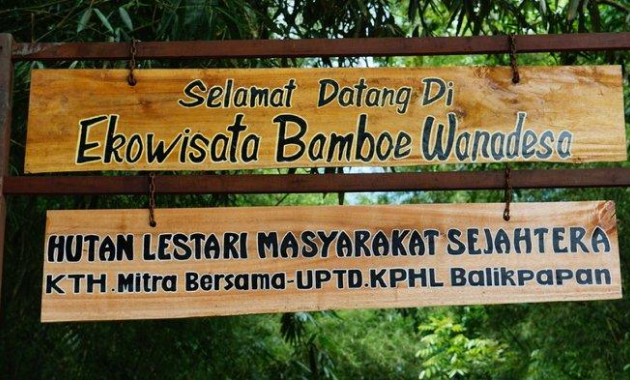 Selamat Datang Di
Ekowisata Bamboe Wanadesa
HUTAN LESTARI MASYARAKAT SEJAHTERA
KTH.Mitra Bersama-UPTD.KPHL Balikpapan